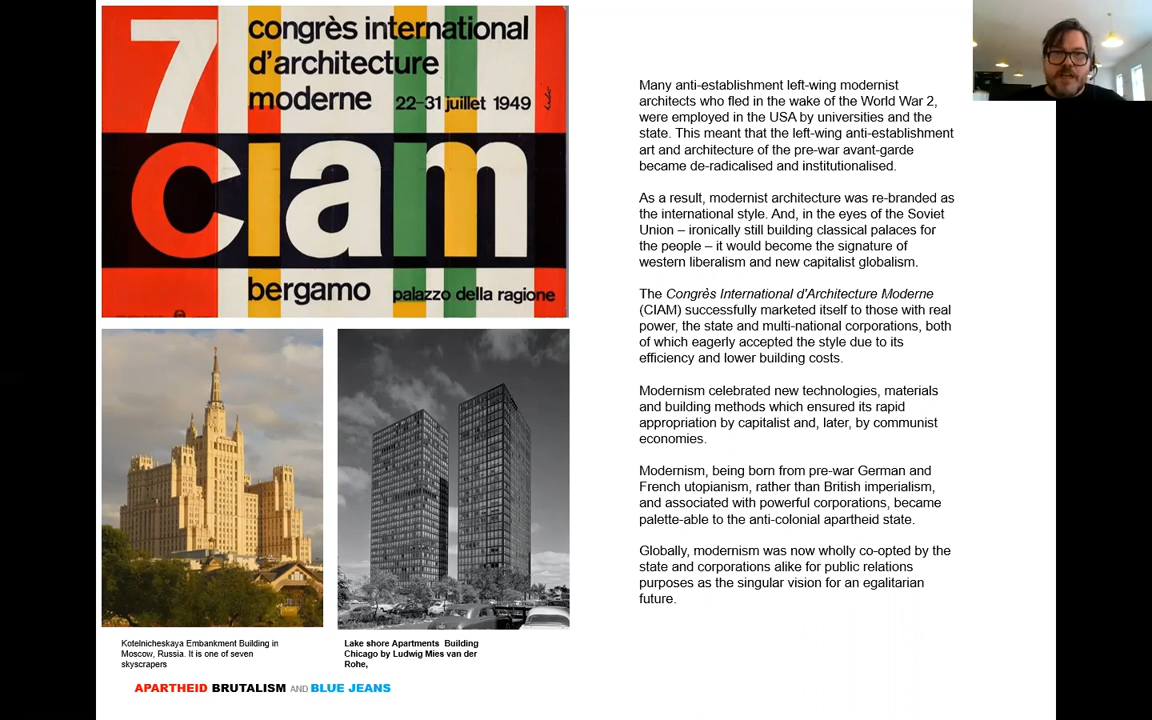 7
congrès international
d'architecture
moderne 22-31 juillet 1949
ciam
bergamo palazzo della ragione
Kotelnicheskaya Embankment Building in
Moscow, Russia. It is one of seven
skyscrapers
Lake shore Apartments Building
Chicago by Ludwig Mies van der
Rohe,
APARTHEID BRUTALISM AND BLUE JEANS
Many anti-establishment left-wing modernist
architects who fled in the wake of the World War 2,
were employed in the USA by universities and the
state. This meant that the left-wing anti-establishment
art and architecture of the pre-war avant-garde
became de-radicalised and institutionalised.
As a result, modernist architecture was re-branded as
the international style. And, in the eyes of the Soviet
Union – ironically still building classical palaces for
the people – it would become the signature of
western liberalism and new capitalist globalism.
The Congrès International d'Architecture Moderne
(CIAM) successfully marketed itself to those with real
power, the state and multi-national corporations, both
of which eagerly accepted the style due to its
efficiency and lower building costs.
Modernism celebrated new technologies, materials
and building methods which ensured its rapid
appropriation by capitalist and, later, by communist
economies.
Modernism, being born from pre-war German and
French utopianism, rather than British imperialism,
and associated with powerful corporations, became
palette-able to the anti-colonial apartheid state.
Globally, modernism was now wholly co-opted by the
state and corporations alike for public relations
purposes as the singular vision for an egalitarian
future.